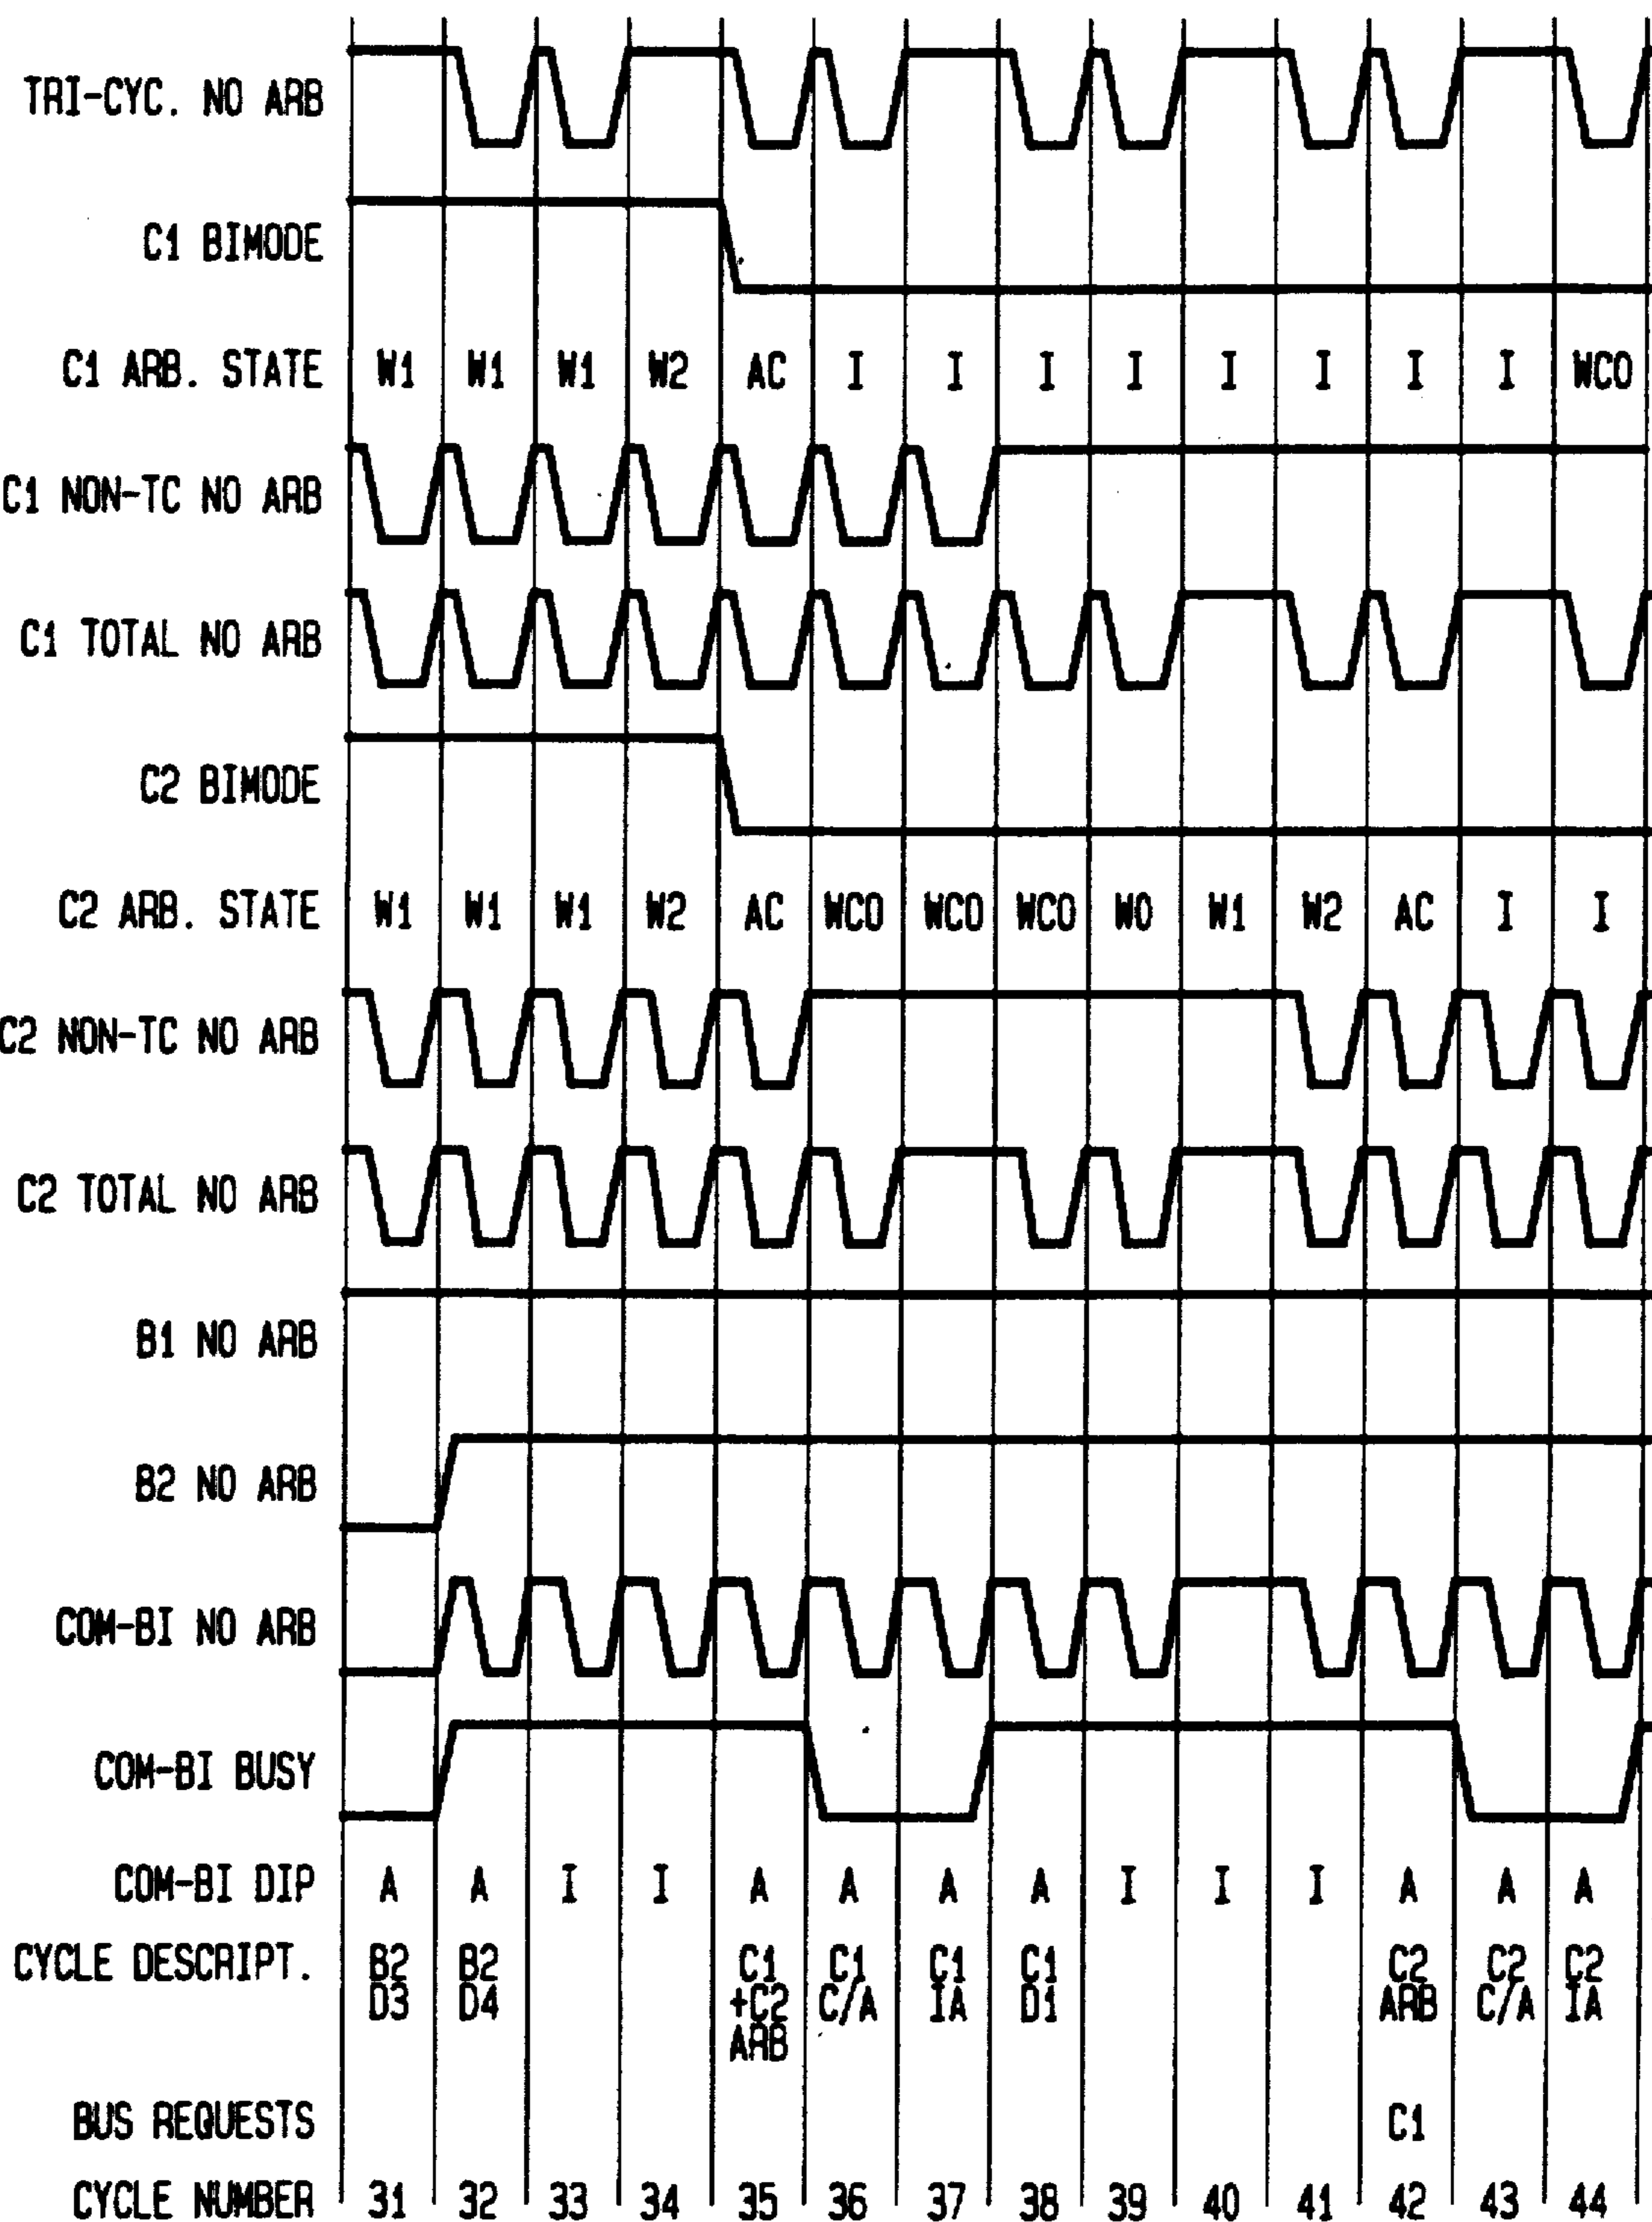 TRI-CYC. NO ARB
C1 BIMODE
C1 ARB. STATE W1 W1 W1 W2 AC I I I I I I I I WC0
C1 NON-TC NO ARB
C1 TOTAL NO ARB
C2 BIMODE
C2 ARB. STATE W1 W1 W1 W2 AC WC0 WC0 WC0 W0 W1 W2 AC I I
C2 NON-TC NO ARB
C2 TOTAL NO ARB
B1 NO ARB
B2 NO ARB
COM-BI NO ARB
COM-BI BUSY
COM-BI DIP A A I I A A A A I I I A A A
CYCLE DESCRIPT. B2 B2 C1 C1 C1 C1 C2 C2 C2
D3 D4 +C2 C/A IA D1 ARB C/A IA
ARB
BUS REQUESTS C1
CYCLE NUMBER 31 32 33 34 35 36 37 38 39 40 41 42 43 44